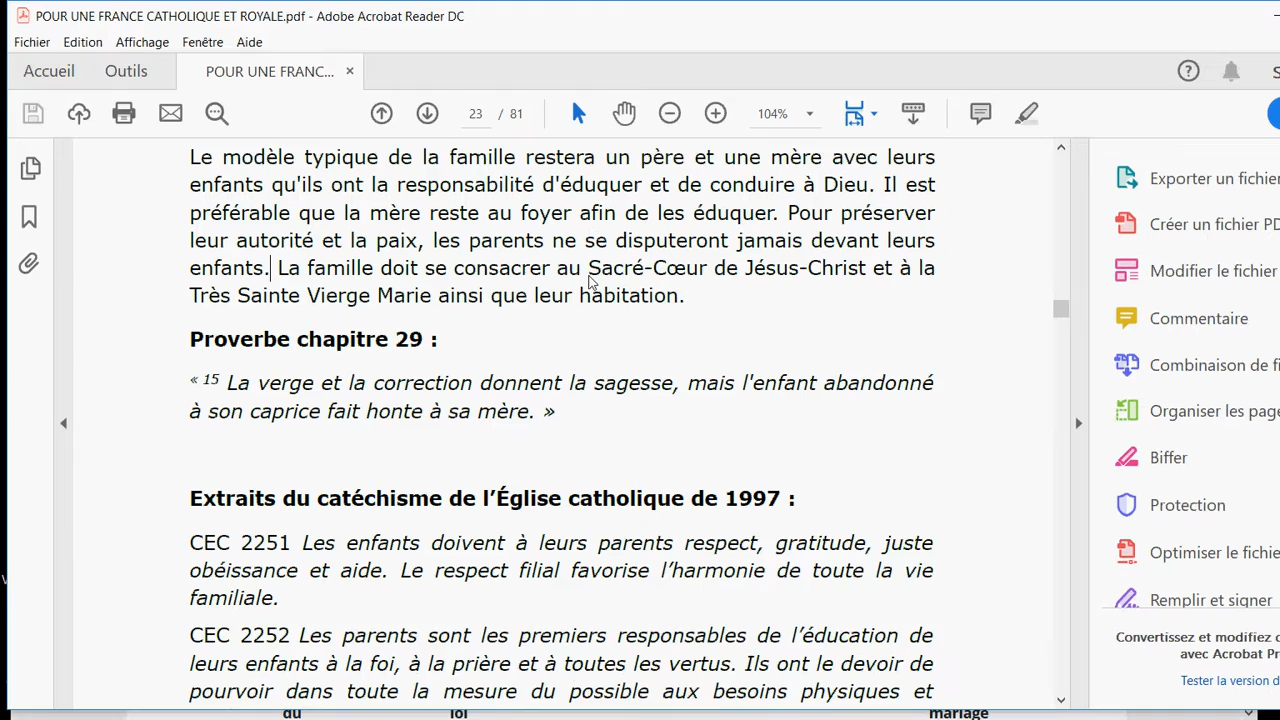 POUR UNE FRANCE CATHOLIQUE ET ROYALE.pdf - Adobe Acrobat Reader DC
Fichier Edition Affichage Fenêtre Aide
Accueil Outils POUR UNE FRANC... ×
23 / 81 104%
Le modèle typique de la famille restera un père et une mère avec leurs
enfants qu'ils ont la responsabilité d'éduquer et de conduire à Dieu. Il est
préférable que la mère reste au foyer afin de les éduquer. Pour préserver
leur autorité et la paix, les parents ne se disputeront jamais devant leurs
enfants. La famille doit se consacrer au Sacré-Cœur de Jésus-Christ et à la
Très Sainte Vierge Marie ainsi que leur habitation.
Proverbe chapitre 29 :
« 15 La verge et la correction donnent la sagesse, mais l'enfant abandonné
à son caprice fait honte à sa mère. »
Extraits du catéchisme de l’Église catholique de 1997 :
CEC 2251 Les enfants doivent à leurs parents respect, gratitude, juste
obéissance et aide. Le respect filial favorise l’harmonie de toute la vie
familiale.
CEC 2252 Les parents sont les premiers responsables de l’éducation de
leurs enfants à la foi, à la prière et à toutes les vertus. Ils ont le devoir de
pourvoir dans toute la mesure du possible aux besoins physiques et
du loi mariage
Exporter un fichier
Créer un fichier PD
Modifier le fichier
Commentaire
Combinaison de fi
Organiser les page
Biffer
Protection
Optimiser le fichie
Remplir et signer
Convertissez et modifiez d
avec Acrobat Pr
Tester la version d